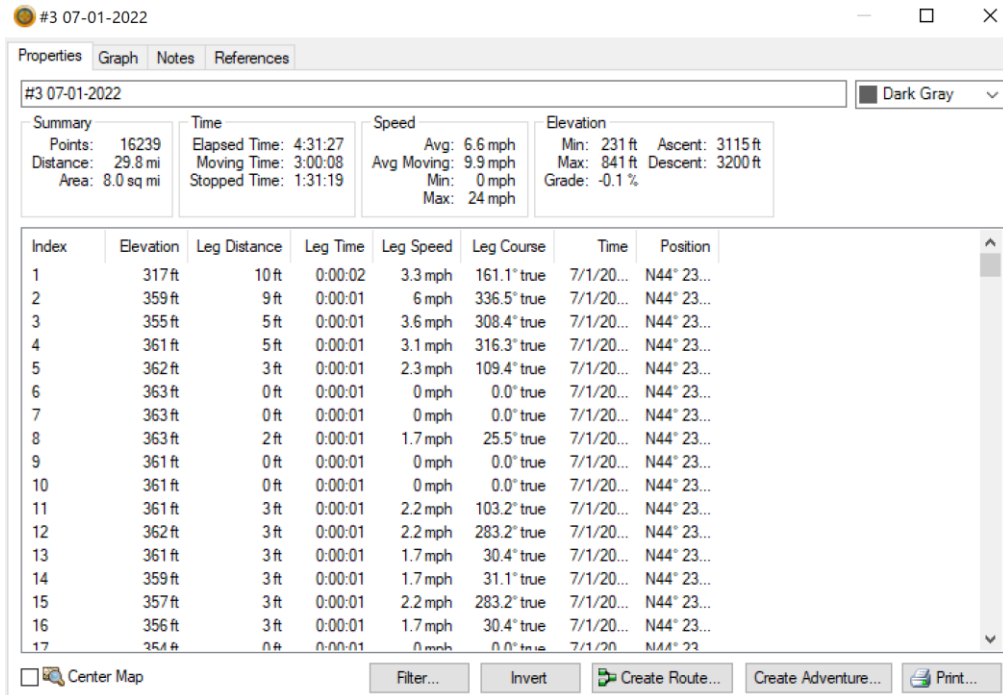 #3 07-01-2022
Properties Graph Notes References
#3 07-01-2022 Dark Gray
Summary Time Speed Elevation
Points: 16239 Elapsed Time: 4:31:27 Avg: 6.6 mph Min: 231 ft Ascent: 3115 ft
Distance: 29.8 mi Moving Time: 3:00:08 Avg Moving: 9.9 mph Max: 841 ft Descent: 3200 ft
Area: 8.0 sq mi Stopped Time: 1:31:19 Min: 0 mph Grade: -0.1 %
Max: 24 mph
Index Elevation Leg Distance Leg Time Leg Speed Leg Course Time Position
1 317 ft 10 ft 0:00:02 3.3 mph 161.1° true 7/1/20... N44° 23...
2 359 ft 9 ft 0:00:01 6 mph 336.5° true 7/1/20... N44° 23...
3 355 ft 5 ft 0:00:01 3.6 mph 308.4° true 7/1/20... N44° 23...
4 361 ft 5 ft 0:00:01 3.1 mph 316.3° true 7/1/20... N44° 23...
5 362 ft 3 ft 0:00:01 2.3 mph 109.4° true 7/1/20... N44° 23...
6 363 ft 0 ft 0:00:01 0 mph 0.0° true 7/1/20... N44° 23...
7 363 ft 0 ft 0:00:01 0 mph 0.0° true 7/1/20... N44° 23...
8 363 ft 2 ft 0:00:01 1.7 mph 25.5° true 7/1/20... N44° 23...
9 361 ft 0 ft 0:00:01 0 mph 0.0° true 7/1/20... N44° 23...
10 361 ft 0 ft 0:00:01 0 mph 0.0° true 7/1/20... N44° 23...
11 361 ft 3 ft 0:00:01 2.2 mph 103.2° true 7/1/20... N44° 23...
12 362 ft 3 ft 0:00:01 2.2 mph 283.2° true 7/1/20... N44° 23...
13 361 ft 3 ft 0:00:01 1.7 mph 30.4° true 7/1/20... N44° 23...
14 359 ft 3 ft 0:00:01 1.7 mph 31.1° true 7/1/20... N44° 23...
15 357 ft 3 ft 0:00:01 2.2 mph 283.2° true 7/1/20... N44° 23...
16 356 ft 3 ft 0:00:01 1.7 mph 30.4° true 7/1/20... N44° 23...
17 354 ft 0 ft 0:00:01 0 mph 0.0° true 7/1/20... N44° 23...
Center Map Filter... Invert Create Route... Create Adventure... Print...